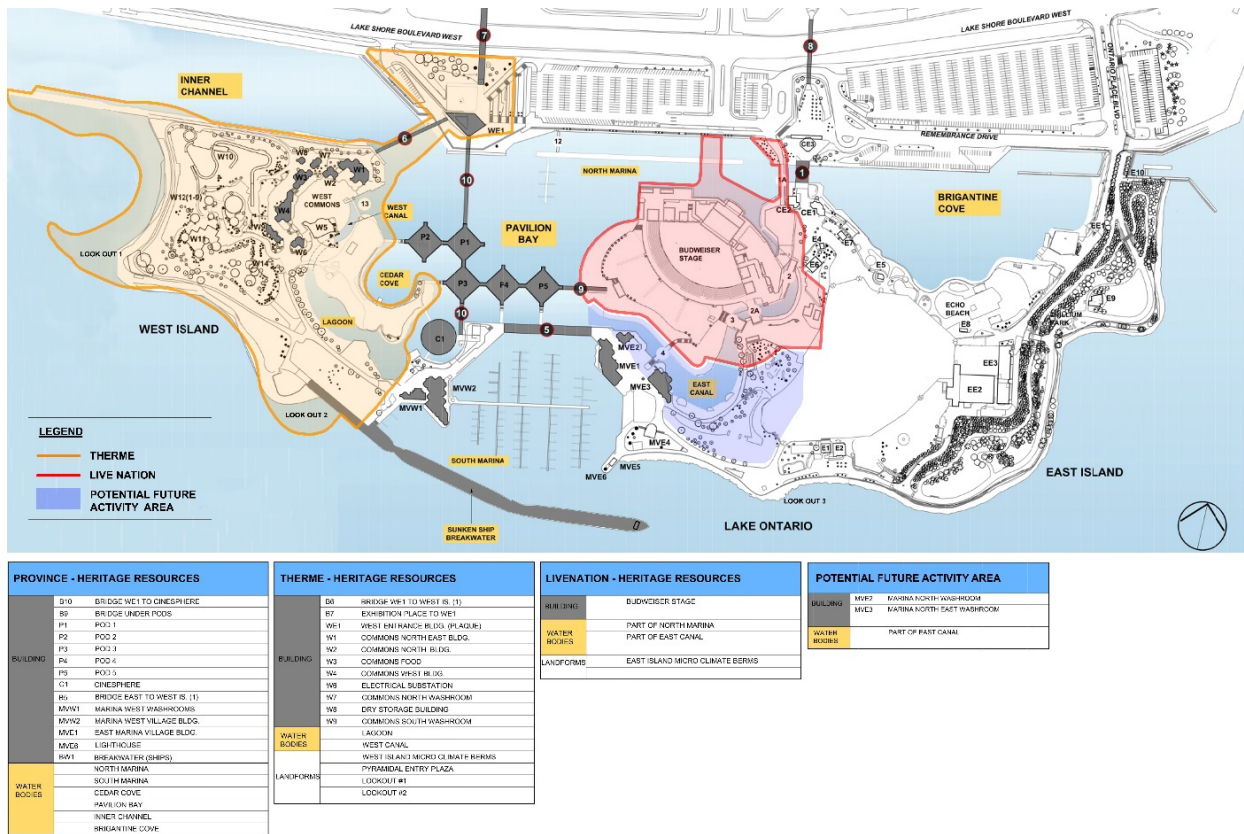 LAKE SHORE BOULEVARD WEST
LAKE SHORE BOULEVARD WEST
7
8
ONTARIO PLACE BLVD
INNER
CHANNEL
WE1
6
12
REMEMBRANCE DRIVE
CE3
NORTH MARINA
10
1
1A
E10
W10
W8
W7
W1
W3
W2
WEST
COMMONS
W12(1-9)
W4
13
WEST
CANAL
W5
W9
W11
W6
W14
P2
P1
PAVILION
BAY
CE2
CE1
BRIGANTINE
COVE
BUDWEISER
STAGE
E4
E7
E6
E5
EE1
LOOK OUT 1
CEDAR
COVE
P3
P4
P5
9
2
E9
TRILLIUM PARK
WEST ISLAND
LAGOON
10
5
C1
2A
3
ECHO
BEACH
E8
MVE2
4
MVE1
EE3
EE2
MVE3
EAST
CANAL
MVW2
MVW1
LOOK OUT 2
LEGEND
THERME
LIVE NATION
POTENTIAL FUTURE
ACTIVITY AREA
SOUTH MARINA
MVE4
MVE5
MVE6
E1
E2
EAST ISLAND
LOOK OUT 3
LAKE ONTARIO
SUNKEN SHIP
BREAKWATER
PROVINCE - HERITAGE RESOURCES
BUILDING
B10 BRIDGE WE1 TO CINESPHERE
B9 BRIDGE UNDER PODS
P1 POD 1
P2 POD 2
P3 POD 3
P4 POD 4
P5 POD 5
C1 CINESPHERE
B5 BRIDGE EAST TO WEST IS. (1)
MVW1 MARINA WEST WASHROOMS
MVW2 MARINA WEST VILLAGE BLDG.
MVE1 EAST MARINA VILLAGE BLDG.
MVE6 LIGHTHOUSE
BW1 BREAKWATER (SHIPS)
WATER
BODIES
NORTH MARINA
SOUTH MARINA
CEDAR COVE
PAVILION BAY
INNER CHANNEL
BRIGANTINE COVE
THERME - HERITAGE RESOURCES
BUILDING
B6 BRIDGE WE1 TO WEST IS. (1)
B7 EXHIBITION PLACE TO WE1
WE1 WEST ENTRANCE BLDG. (PLAQUE)
W1 COMMONS NORTH EAST BLDG.
W2 COMMONS NORTH BLDG.
W3 COMMONS FOOD
W4 COMMONS WEST BLDG.
W6 ELECTRICAL SUBSTATION
W7 COMMONS NORTH WASHROOM
W8 DRY STORAGE BUILDING
W9 COMMONS SOUTH WASHROOM
WATER
BODIES
LAGOON
WEST CANAL
LANDFORMS
WEST ISLAND MICRO CLIMATE BERMS
PYRAMIDAL ENTRY PLAZA
LOOKOUT #1
LOOKOUT #2
LIVENATION - HERITAGE RESOURCES
BUILDING
BUDWEISER STAGE
WATER
BODIES
PART OF NORTH MARINA
PART OF EAST CANAL
LANDFORMS
EAST ISLAND MICRO CLIMATE BERMS
POTENTIAL FUTURE ACTIVITY AREA
BUILDING
MVE2 MARINA NORTH WASHROOM
MVE3 MARINA NORTH EAST WASHROOM
WATER
BODIES
PART OF EAST CANAL